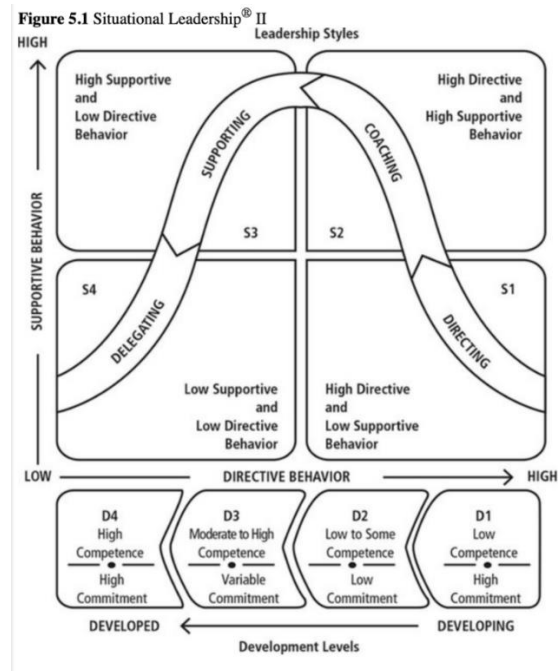 Figure 5.1 Situational Leadership® II
Leadership Styles
HIGH
High Supportive
and
Low Directive
Behavior
High Directive
and
High Supportive
Behavior
SUPPORTING
COACHING
S3
S2
SUPPORTIVE BEHAVIOR
S4
S1
DELEGATING
DIRECTING
Low Supportive
and
Low Directive
Behavior
High Directive
and
Low Supportive
Behavior
LOW
DIRECTIVE BEHAVIOR
HIGH
D4
High
Competence
High
Commitment
D3
Moderate to High
Competence
Variable
Commitment
D2
Low to Some
Competence
Low
Commitment
D1
Low
Competence
High
Commitment
DEVELOPED
DEVELOPING
Development Levels